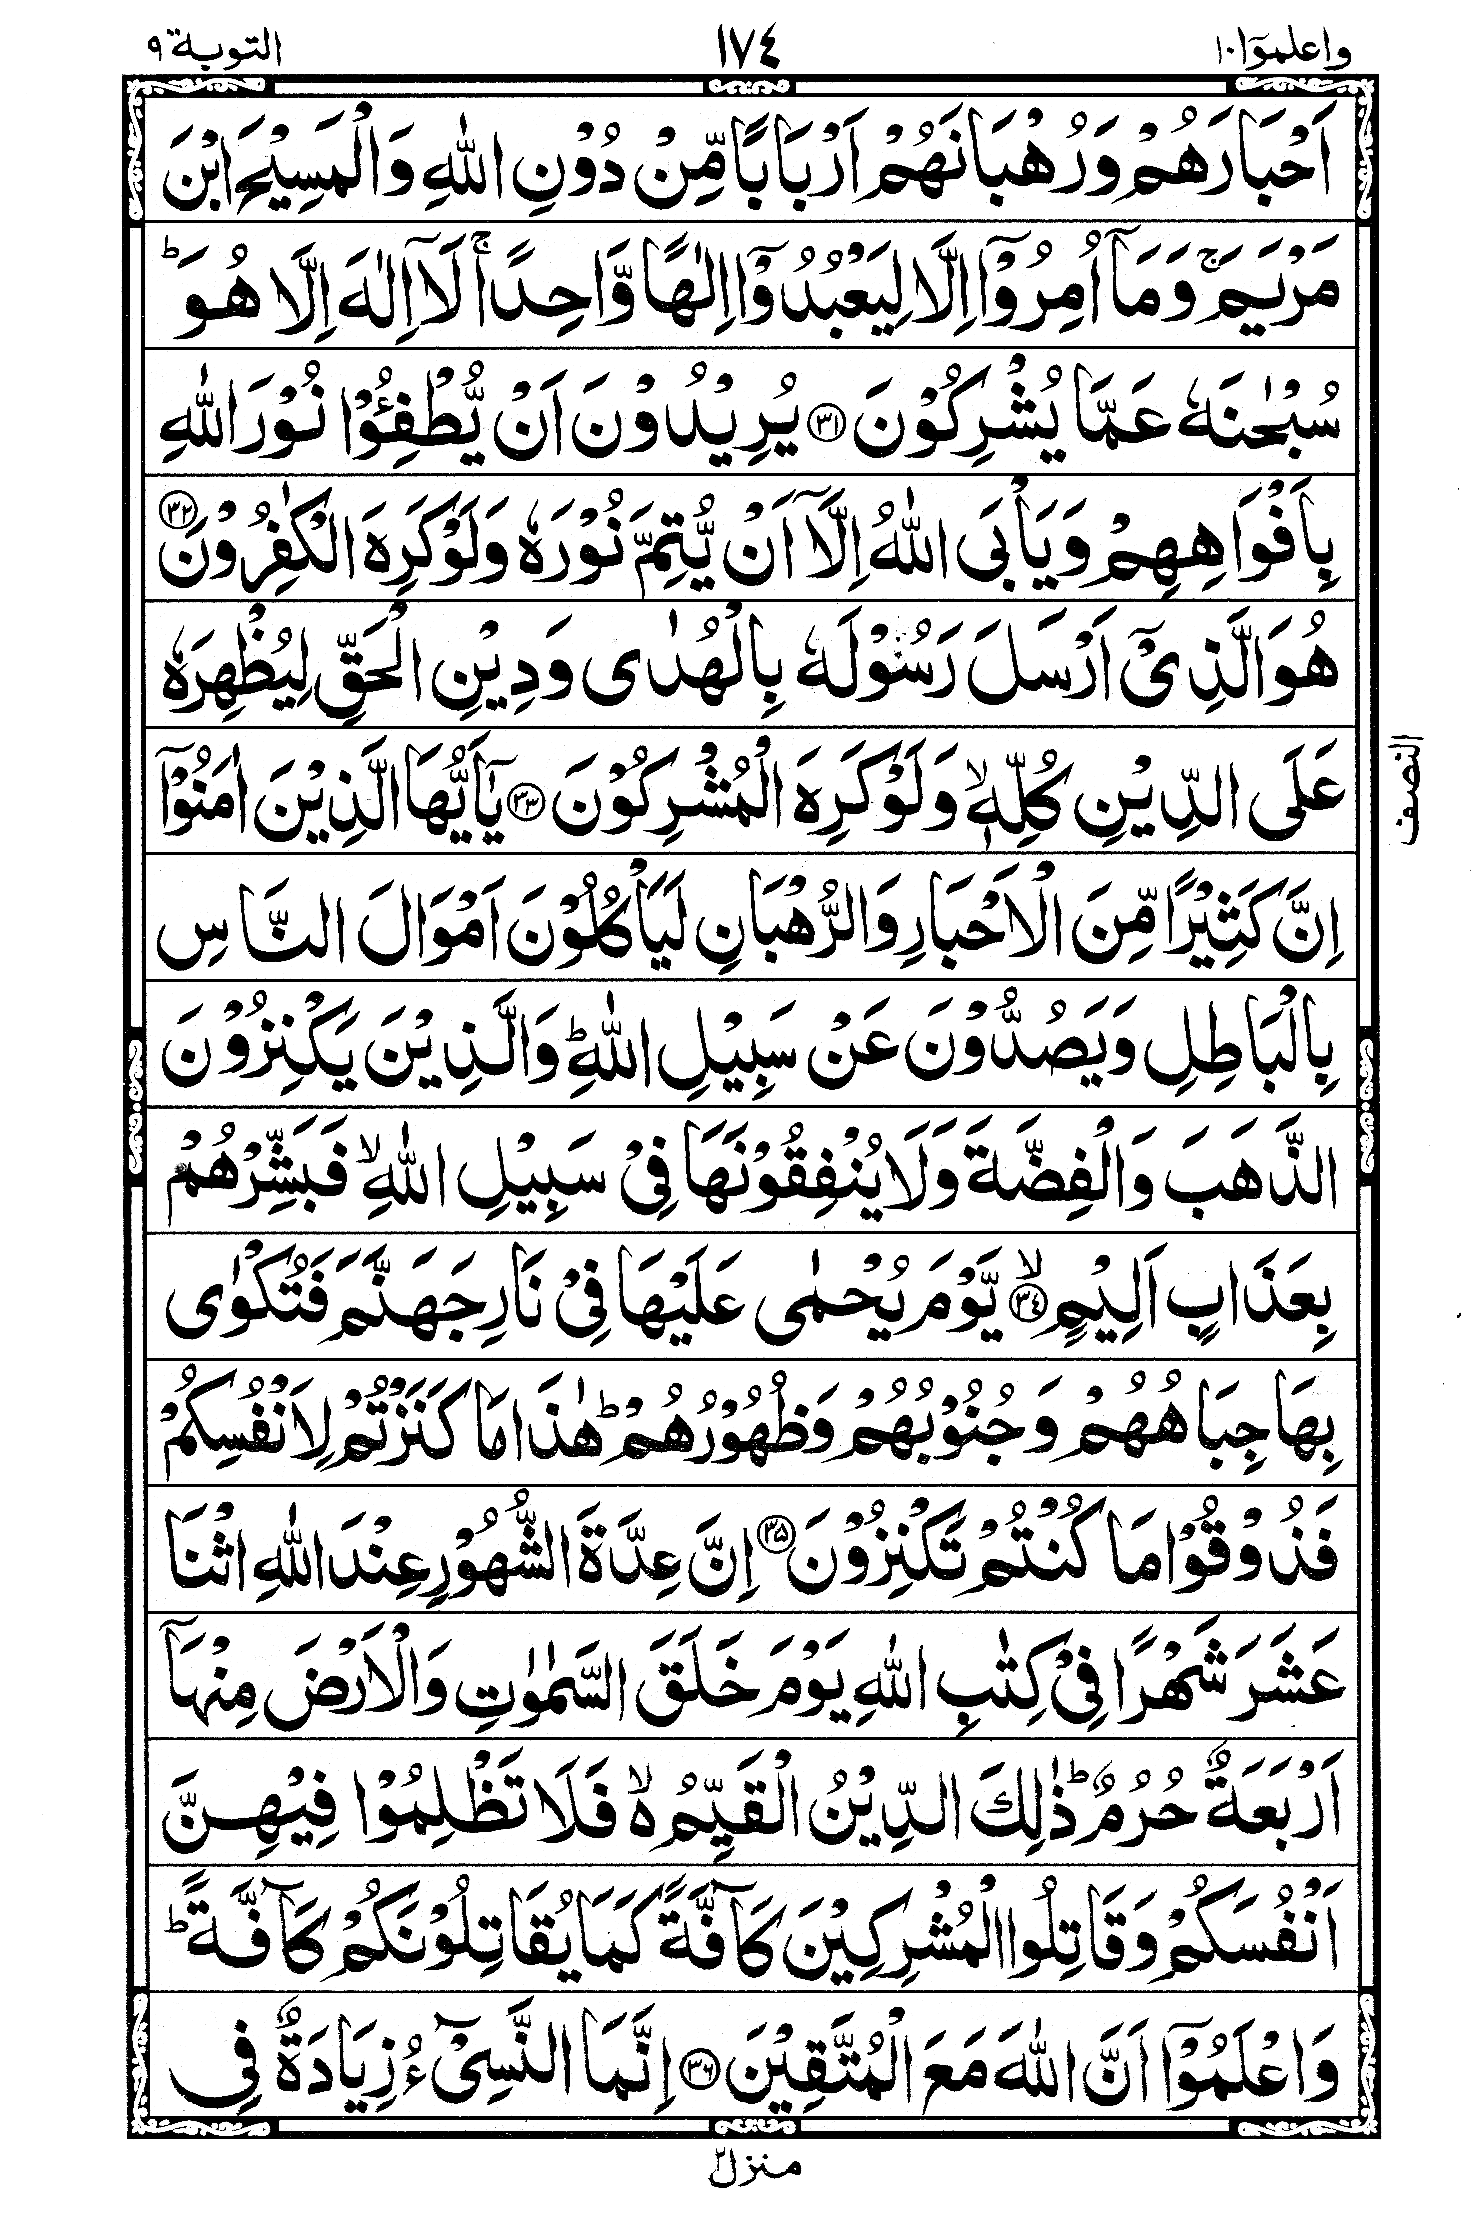 واعلموٓا ١٠
١٧٤
التوبة ٩
اَحْبَارَهُمْ وَرُهْبَانَهُمْ اَرْبَابًا مِّنْ دُوْنِ اللّٰهِ وَالْمَسِيْحَ ابْنَ
مَرْيَمَ ۚ وَمَآ اُمِرُوْٓا اِلَّا لِيَعْبُدُوْٓا اِلٰهًا وَّاحِدًا ۚ لَآ اِلٰهَ اِلَّا هُوَ ؕ
سُبْحٰنَهٗ عَمَّا يُشْرِكُوْنَ ﴿٣١﴾ يُرِيْدُوْنَ اَنْ يُّطْفِـُٔوْا نُوْرَ اللّٰهِ
بِاَفْوَاهِهِمْ وَيَاْبَى اللّٰهُ اِلَّآ اَنْ يُّتِمَّ نُوْرَهٗ وَلَوْ كَرِهَ الْكٰفِرُوْنَ ﴿٣٢﴾
هُوَ الَّذِىْٓ اَرْسَلَ رَسُوْلَهٗ بِالْهُدٰى وَدِيْنِ الْحَقِّ لِيُظْهِرَهٗ
عَلَى الدِّيْنِ كُلِّهٖ ۙ وَلَوْ كَرِهَ الْمُشْرِكُوْنَ ﴿٣٣﴾ يٰٓاَيُّهَا الَّذِيْنَ اٰمَنُوْٓا
النصف
اِنَّ كَثِيْرًا مِّنَ الْاَحْبَارِ وَالرُّهْبَانِ لَيَاْكُلُوْنَ اَمْوَالَ النَّاسِ
بِالْبَاطِلِ وَيَصُدُّوْنَ عَنْ سَبِيْلِ اللّٰهِ ؕ وَالَّذِيْنَ يَكْنِزُوْنَ
الذَّهَبَ وَالْفِضَّةَ وَلَا يُنْفِقُوْنَهَا فِىْ سَبِيْلِ اللّٰهِ ۙ فَبَشِّرْهُمْ
بِعَذَابٍ اَلِيْمٍ ﴿٣٤﴾ ۙ يَّوْمَ يُحْمٰى عَلَيْهَا فِىْ نَارِ جَهَنَّمَ فَتُكْوٰى
بِهَا جِبَاهُهُمْ وَجُنُوْبُهُمْ وَظُهُوْرُهُمْ ؕ هٰذَا مَا كَنَزْتُمْ لِاَنْفُسِكُمْ
فَذُوْقُوْا مَا كُنْتُمْ تَكْنِزُوْنَ ﴿٣٥﴾ اِنَّ عِدَّةَ الشُّهُوْرِ عِنْدَ اللّٰهِ اثْنَا
عَشَرَ شَهْرًا فِىْ كِتٰبِ اللّٰهِ يَوْمَ خَلَقَ السَّمٰوٰتِ وَالْاَرْضَ مِنْهَآ
اَرْبَعَةٌ حُرُمٌ ؕ ذٰلِكَ الدِّيْنُ الْقَيِّمُ ۙ۬ فَلَا تَظْلِمُوْا فِيْهِنَّ
اَنْفُسَكُمْ وَقَاتِلُوا الْمُشْرِكِيْنَ كَآفَّةً كَمَا يُقَاتِلُوْنَكُمْ كَآفَّةً ؕ
وَاعْلَمُوْٓا اَنَّ اللّٰهَ مَعَ الْمُتَّقِيْنَ ﴿٣٦﴾ اِنَّمَا النَّسِىْٓءُ زِيَادَةٌ فِى
منزل ٢